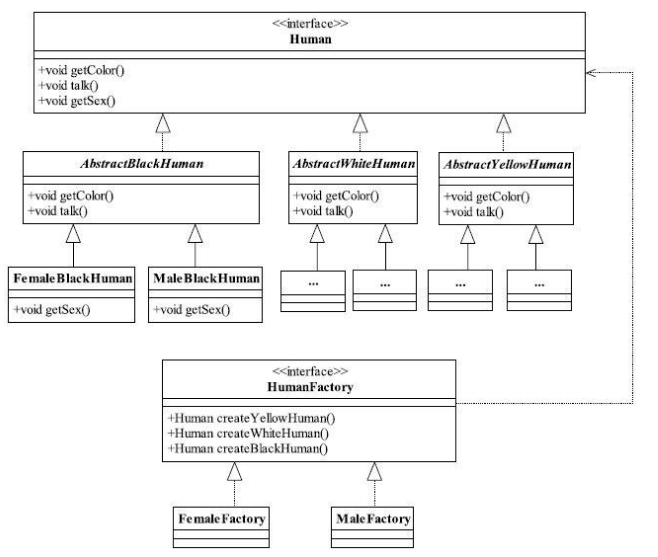 <<interface>>
Human
+void getColor()
+void talk()
+void getSex()
AbstractBlackHuman
+void getColor()
+void talk()
AbstractWhiteHuman
+void getColor()
+void talk()
AbstractYellowHuman
+void getColor()
+void talk()
FemaleBlackHuman
+void getSex()
MaleBlackHuman
+void getSex()
...
...
...
...
<<interface>>
HumanFactory
+Human createYellowHuman()
+Human createWhiteHuman()
+Human createBlackHuman()
FemaleFactory
MaleFactory